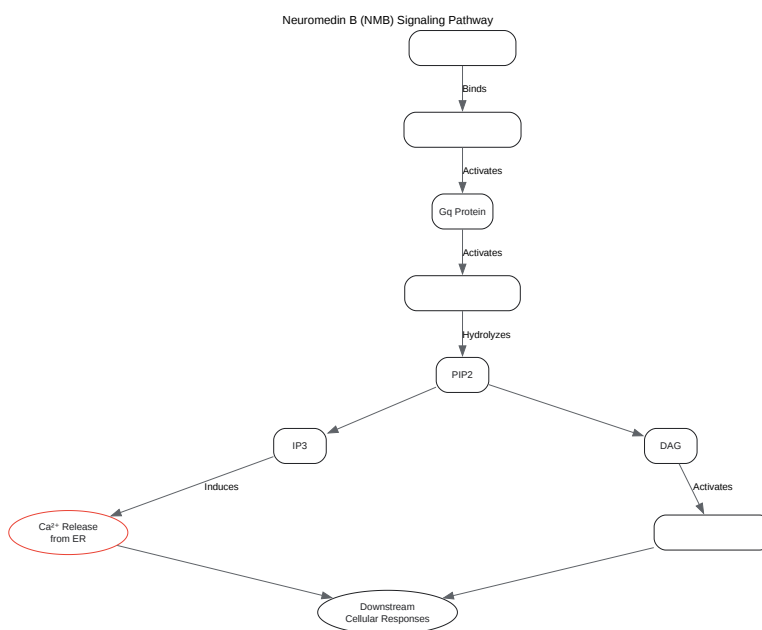 Neuromedin B (NMB) Signaling Pathway
Binds
Activates
Gq Protein
Activates
Hydrolyzes
PIP2
IP3
DAG
Induces
Activates
Ca²⁺ Release
from ER
Downstream
Cellular Responses